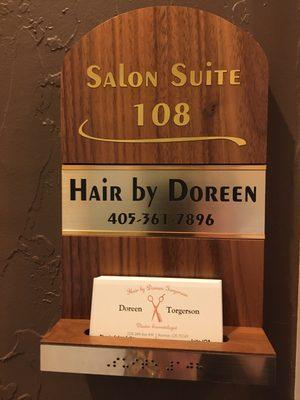 SALON SUITE
108
HAIR BY DOREEN
405-361-7896
Hair by Doreen Torgerson
Doreen Torgerson
Master Cosmetologist